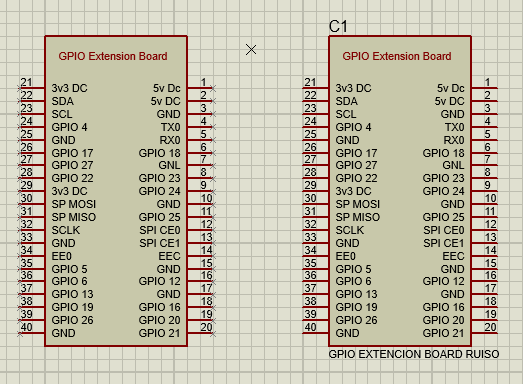 GPIO Extension Board
21 3v3 DC 5v Dc 1
22 SDA 5v DC 2
23 SCL GND 3
24 GPIO 4 TX0 4
25 GND RX0 5
26 GPIO 17 GPIO 18 6
27 GPIO 27 GNL 7
28 GPIO 22 GPIO 23 8
29 3v3 DC GPIO 24 9
30 SP MOSI GND 10
31 SP MISO GPIO 25 11
32 SCLK SPI CE0 12
33 GND SPI CE1 13
34 EE0 EEC 14
35 GPIO 5 GND 15
36 GPIO 6 GPIO 12 16
37 GPIO 13 GND 17
38 GPIO 19 GPIO 16 18
39 GPIO 26 GPIO 20 19
40 GND GPIO 21 20
C1
GPIO Extension Board
21 3v3 DC 5v Dc 1
22 SDA 5v DC 2
23 SCL GND 3
24 GPIO 4 TX0 4
25 GND RX0 5
26 GPIO 17 GPIO 18 6
27 GPIO 27 GNL 7
28 GPIO 22 GPIO 23 8
29 3v3 DC GPIO 24 9
30 SP MOSI GND 10
31 SP MISO GPIO 25 11
32 SCLK SPI CE0 12
33 GND SPI CE1 13
34 EE0 EEC 14
35 GPIO 5 GND 15
36 GPIO 6 GPIO 12 16
37 GPIO 13 GND 17
38 GPIO 19 GPIO 16 18
39 GPIO 26 GPIO 20 19
40 GND GPIO 21 20
GPIO EXTENCION BOARD RUISO